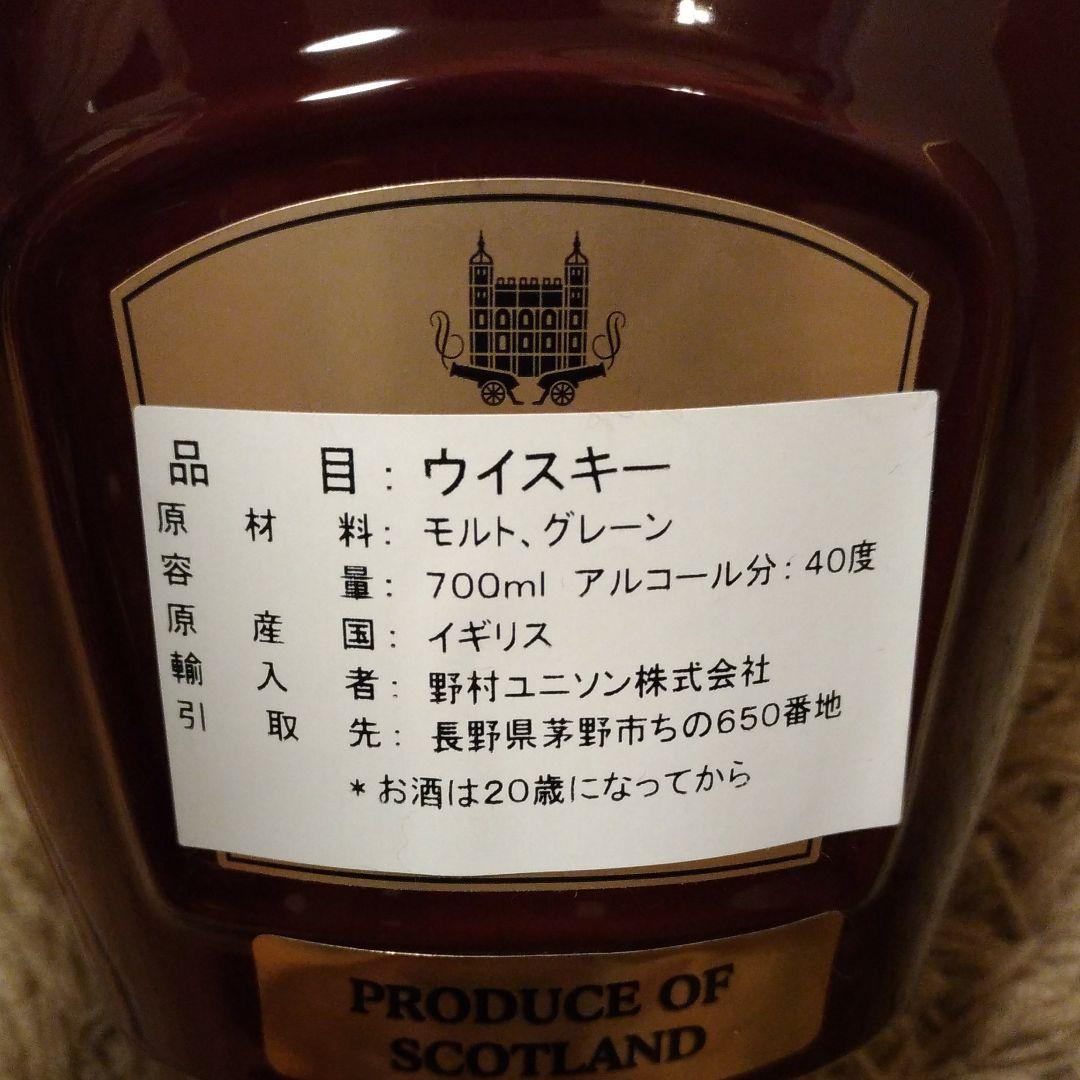 品目:ウイスキー
原材料:モルト、グレーン
容量:700ml アルコール分:40度
原産国:イギリス
輸入者:野村ユニソン株式会社
引取先:長野県茅野市ちの650番地
*お酒は20歳になってから
PRODUCE OF
SCOTLAND